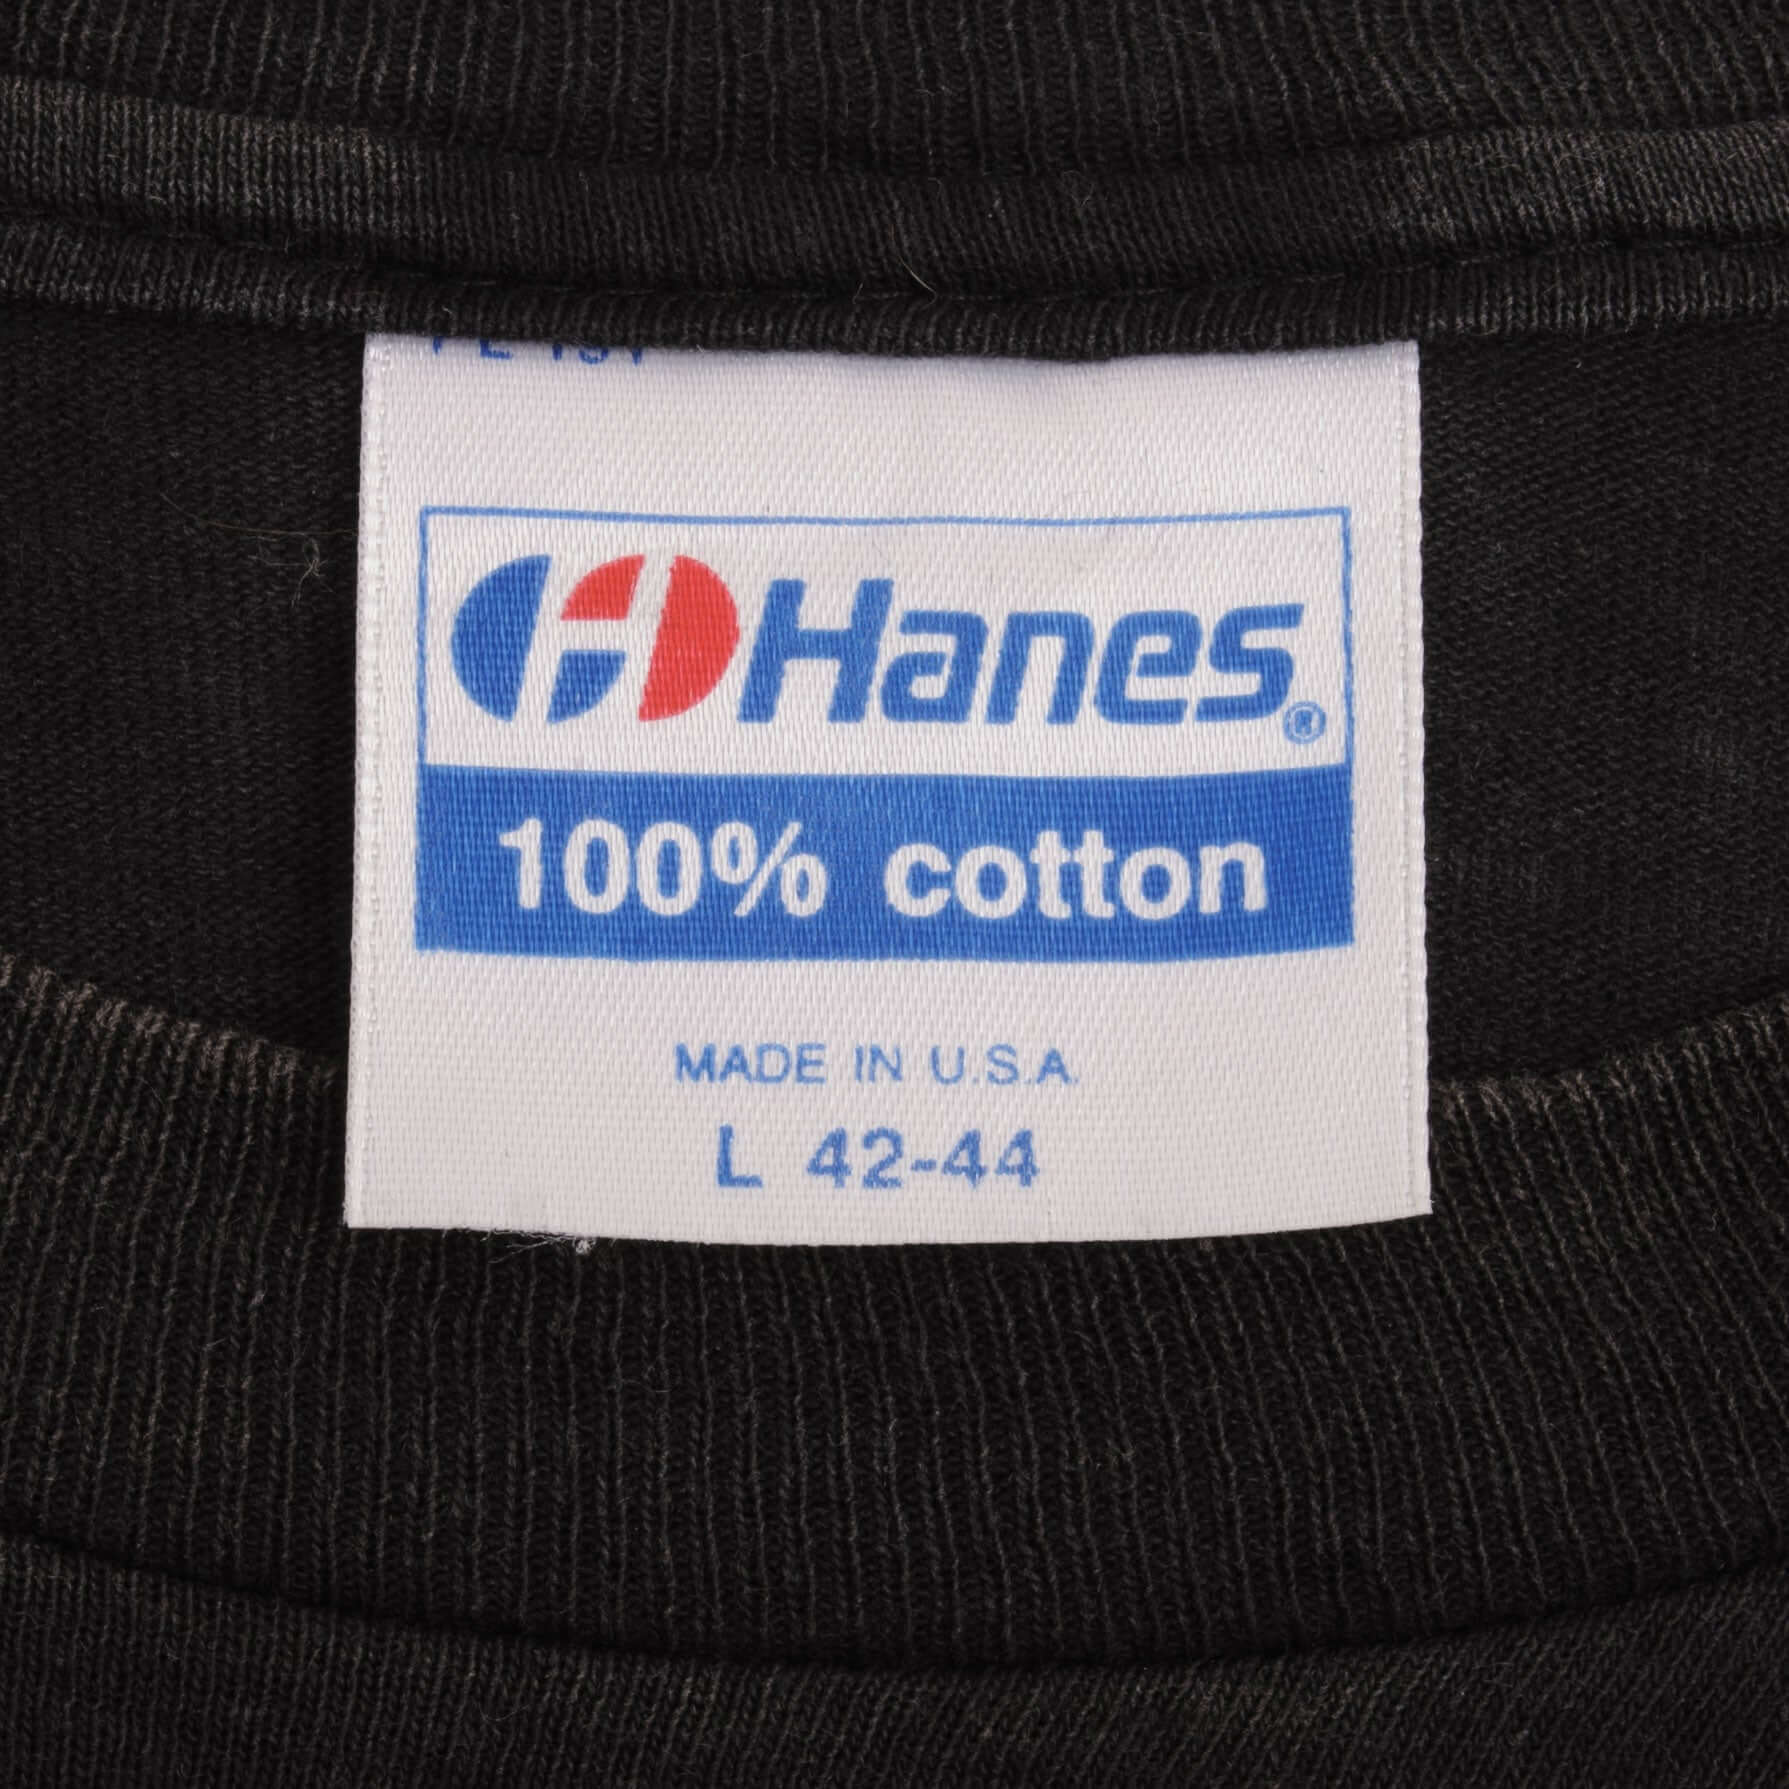 Hanes®
100% cotton
MADE IN U.S.A.
L 42-44